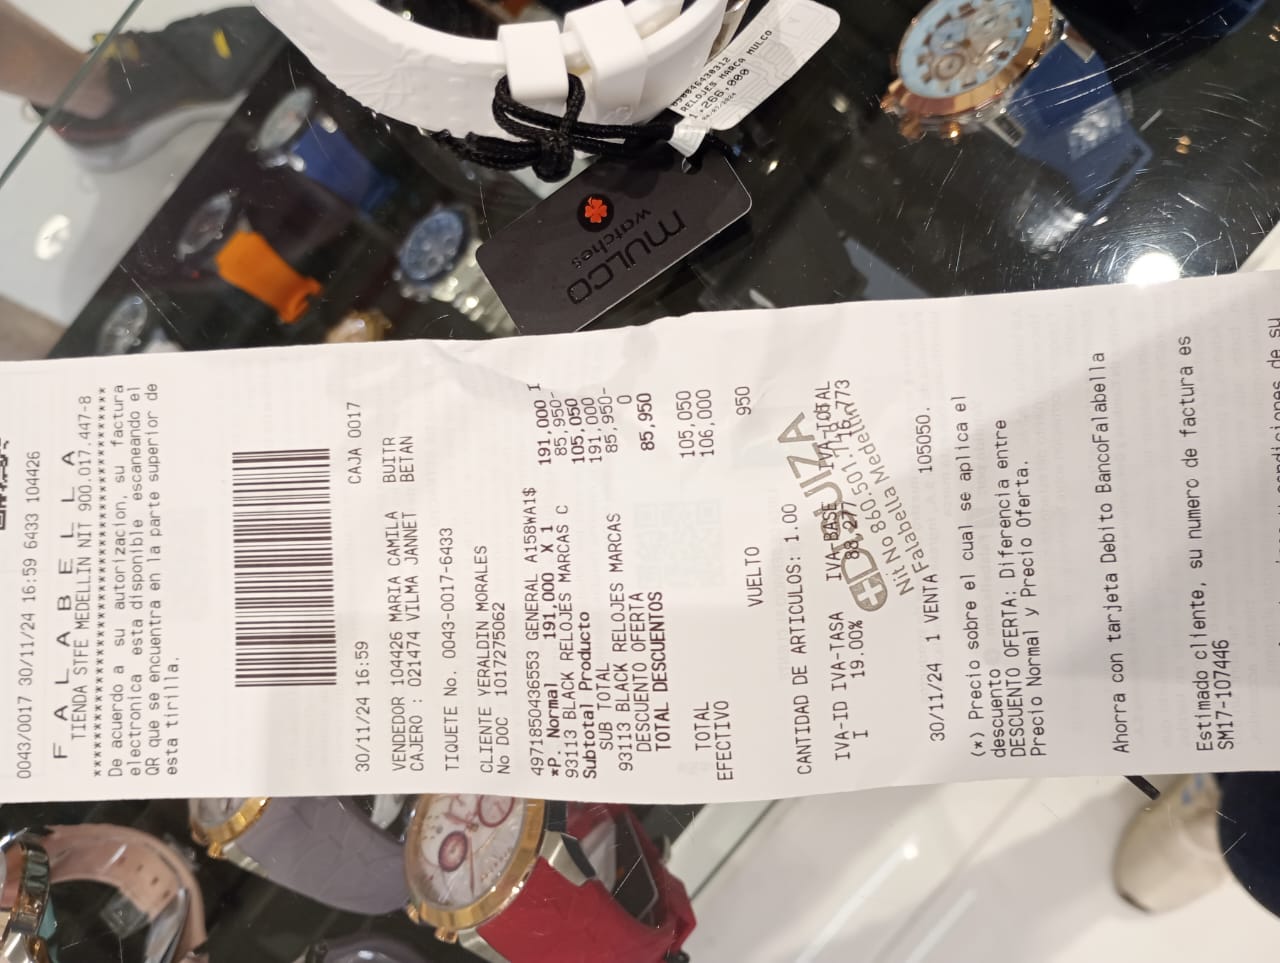 0043/0017 30/11/24 16:59 6433 104426
F A L A B E L L A
TIENDA STFE MEDELLIN NIT 900.017.447-8
****************************************
De acuerdo a su autorizacion, su factura
electronica esta disponible escaneando el
QR que se encuentra en la parte superior de
esta tirilla.
30/11/24 16:59 CAJA 0017
VENDEDOR 104426 MARIA CAMILA BUITR
CAJERO : 021474 VILMA JANNET BETAN
TIQUETE No. 0043-0017-6433
CLIENTE YERALDIN MORALES
No DOC 1017275062
4971850436553 GENERAL A158WA1$
*P. Normal 191,000 X 1 191,000 I
93113 BLACK RELOJES MARCAS C 85,950-
Subtotal Producto 105,050
SUB TOTAL 191,000
93113 BLACK RELOJES MARCAS 85,950-
DESCUENTO OFERTA 0
TOTAL DESCUENTOS 85,950
TOTAL 105,050
EFECTIVO 106,000
VUELTO 950
CANTIDAD DE ARTICULOS: 1.00
IVA-ID IVA-TASA IVA-BASE IVA-TOTAL
I 19.00% 88,277 16,773
Nit No 860.501.
Falabella Medellín
30/11/24 1 VENTA 105050.
(*) Precio sobre el cual se aplica el
descuento
DESCUENTO OFERTA: Diferencia entre
Precio Normal y Precio Oferta.
Ahorra con tarjeta Debito BancoFalabella
Estimado cliente, su numero de factura es
SM17-107446
de su
MULCO
watches
RELOJES MARCA MULCO
1,266,000